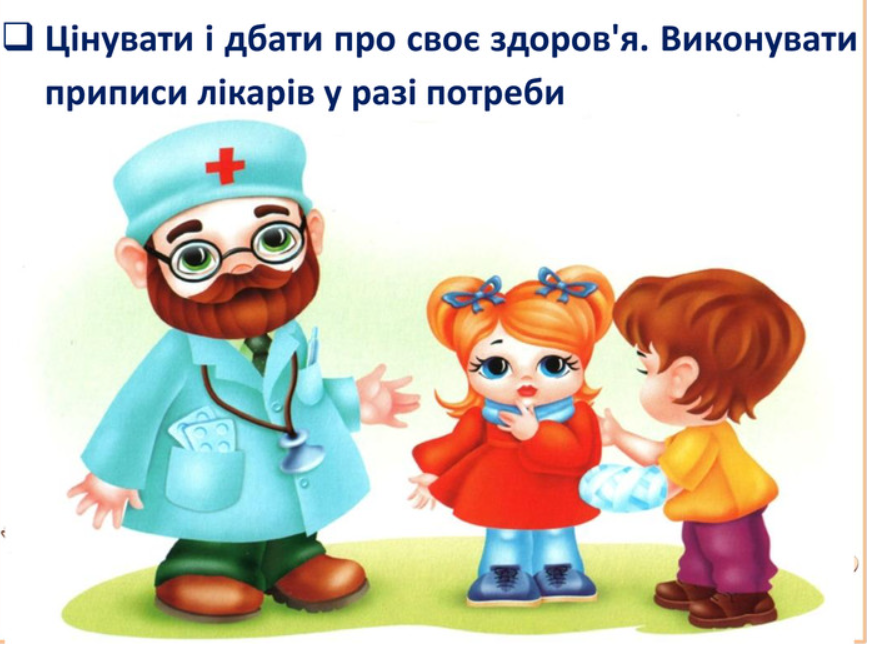 ❑ Цінувати і дбати про своє здоров'я. Виконувати
приписи лікарів у разі потреби